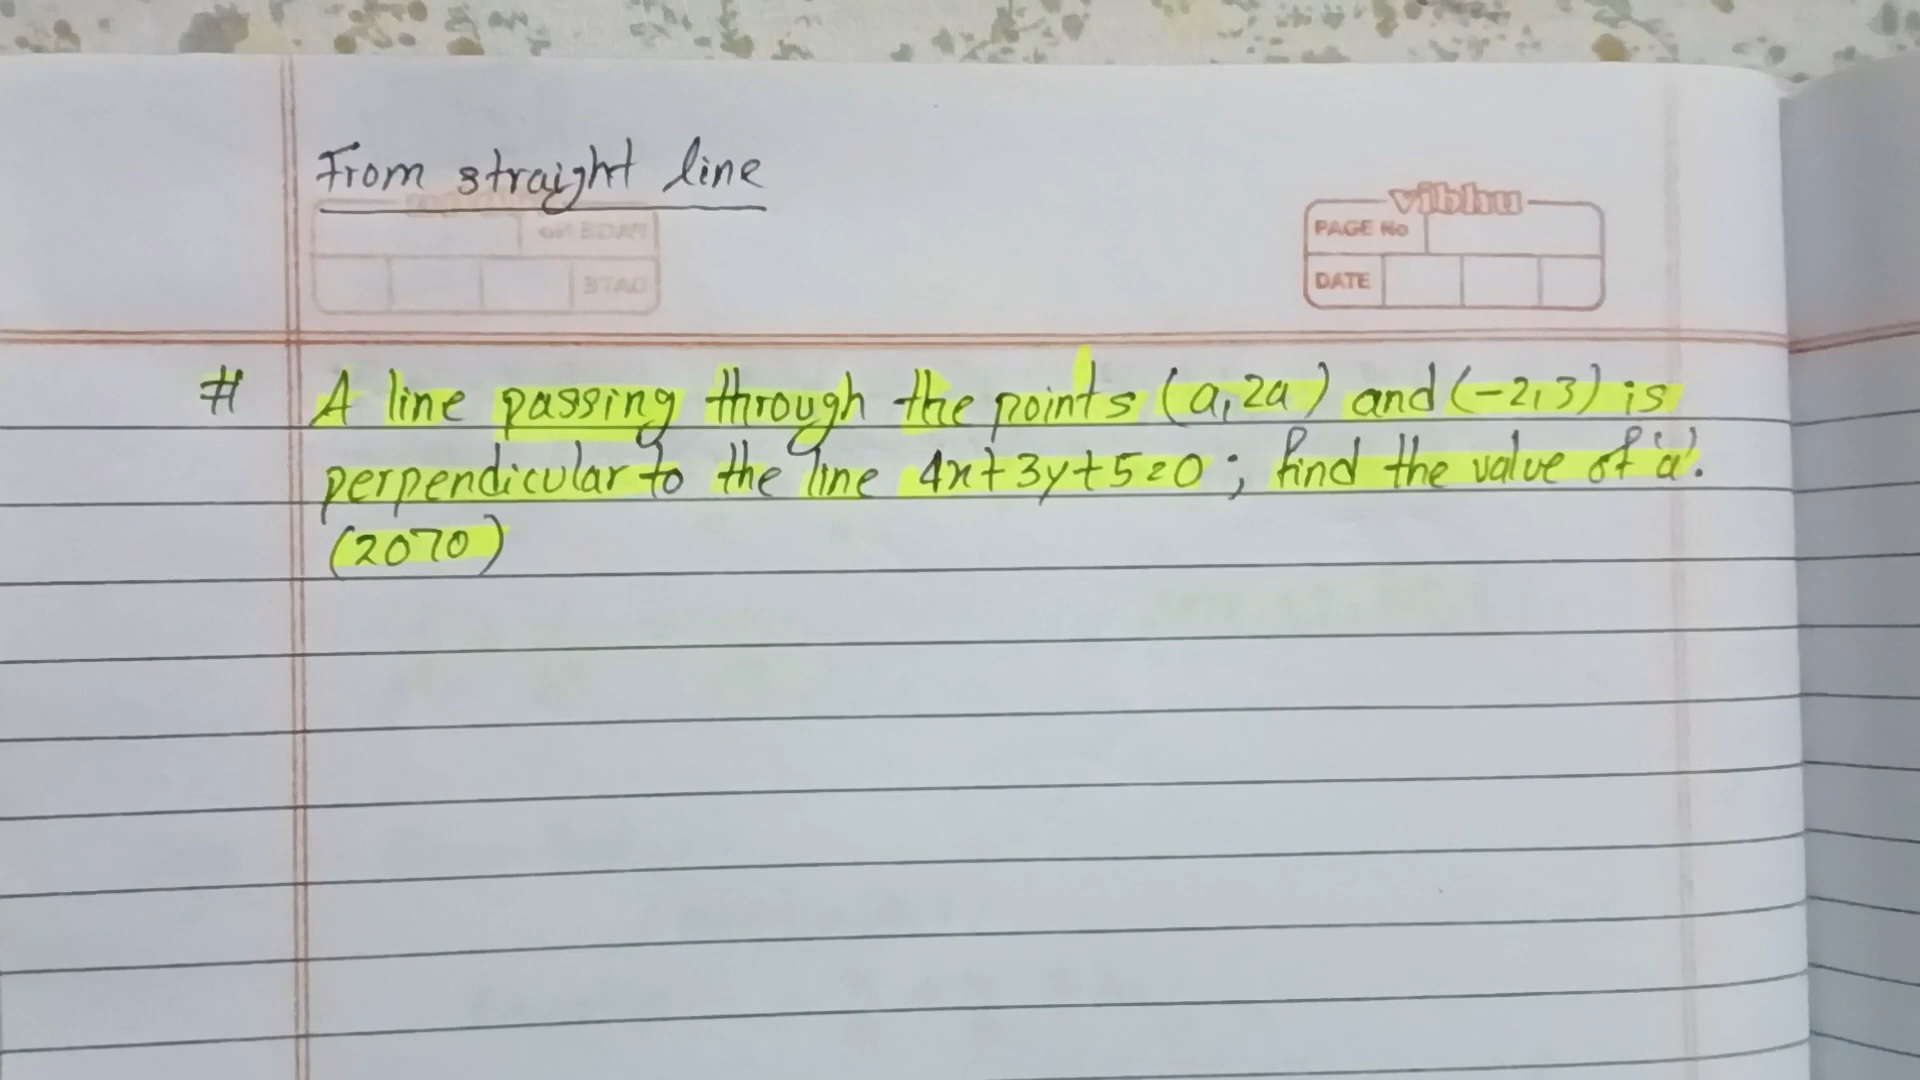 From straight line
vibhu
PAGE No
DATE
# A line passing through the points (a,2a) and (-2,3) is
perpendicular to the line 4x+3y+5=0; find the value of 'a'.
(2070)